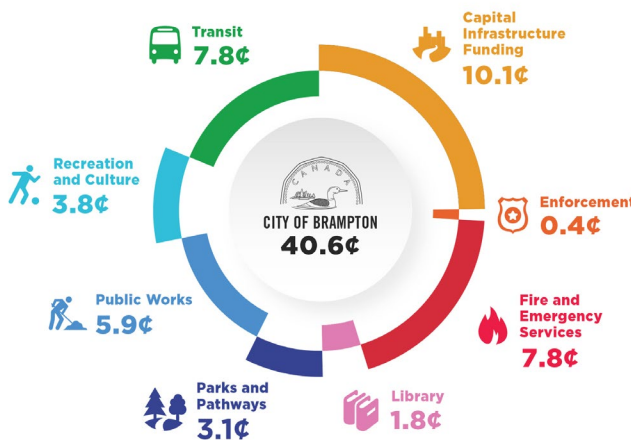 Transit
7.8¢
Capital
Infrastructure
Funding
10.1¢
Recreation
and Culture
3.8¢
CANADA
CITY OF BRAMPTON
40.6¢
Enforcement
0.4¢
Public Works
5.9¢
Fire and
Emergency
Services
7.8¢
Parks and
Pathways
3.1¢
Library
1.8¢